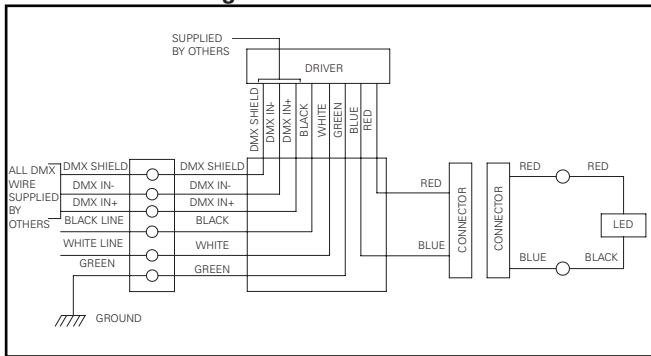 SUPPLIED
BY OTHERS
DRIVER
DMX SHIELD
DMX IN-
DMX IN+
BLACK
WHITE
GREEN
BLUE
RED
ALL DMX
WIRE
SUPPLIED
BY
OTHERS
DMX SHIELD
DMX IN-
DMX IN+
BLACK LINE
WHITE LINE
GREEN
DMX SHIELD
DMX IN-
DMX IN+
BLACK
WHITE
GREEN
GROUND
RED
BLUE
CONNECTOR
CONNECTOR
RED
RED
LED
BLUE
BLACK